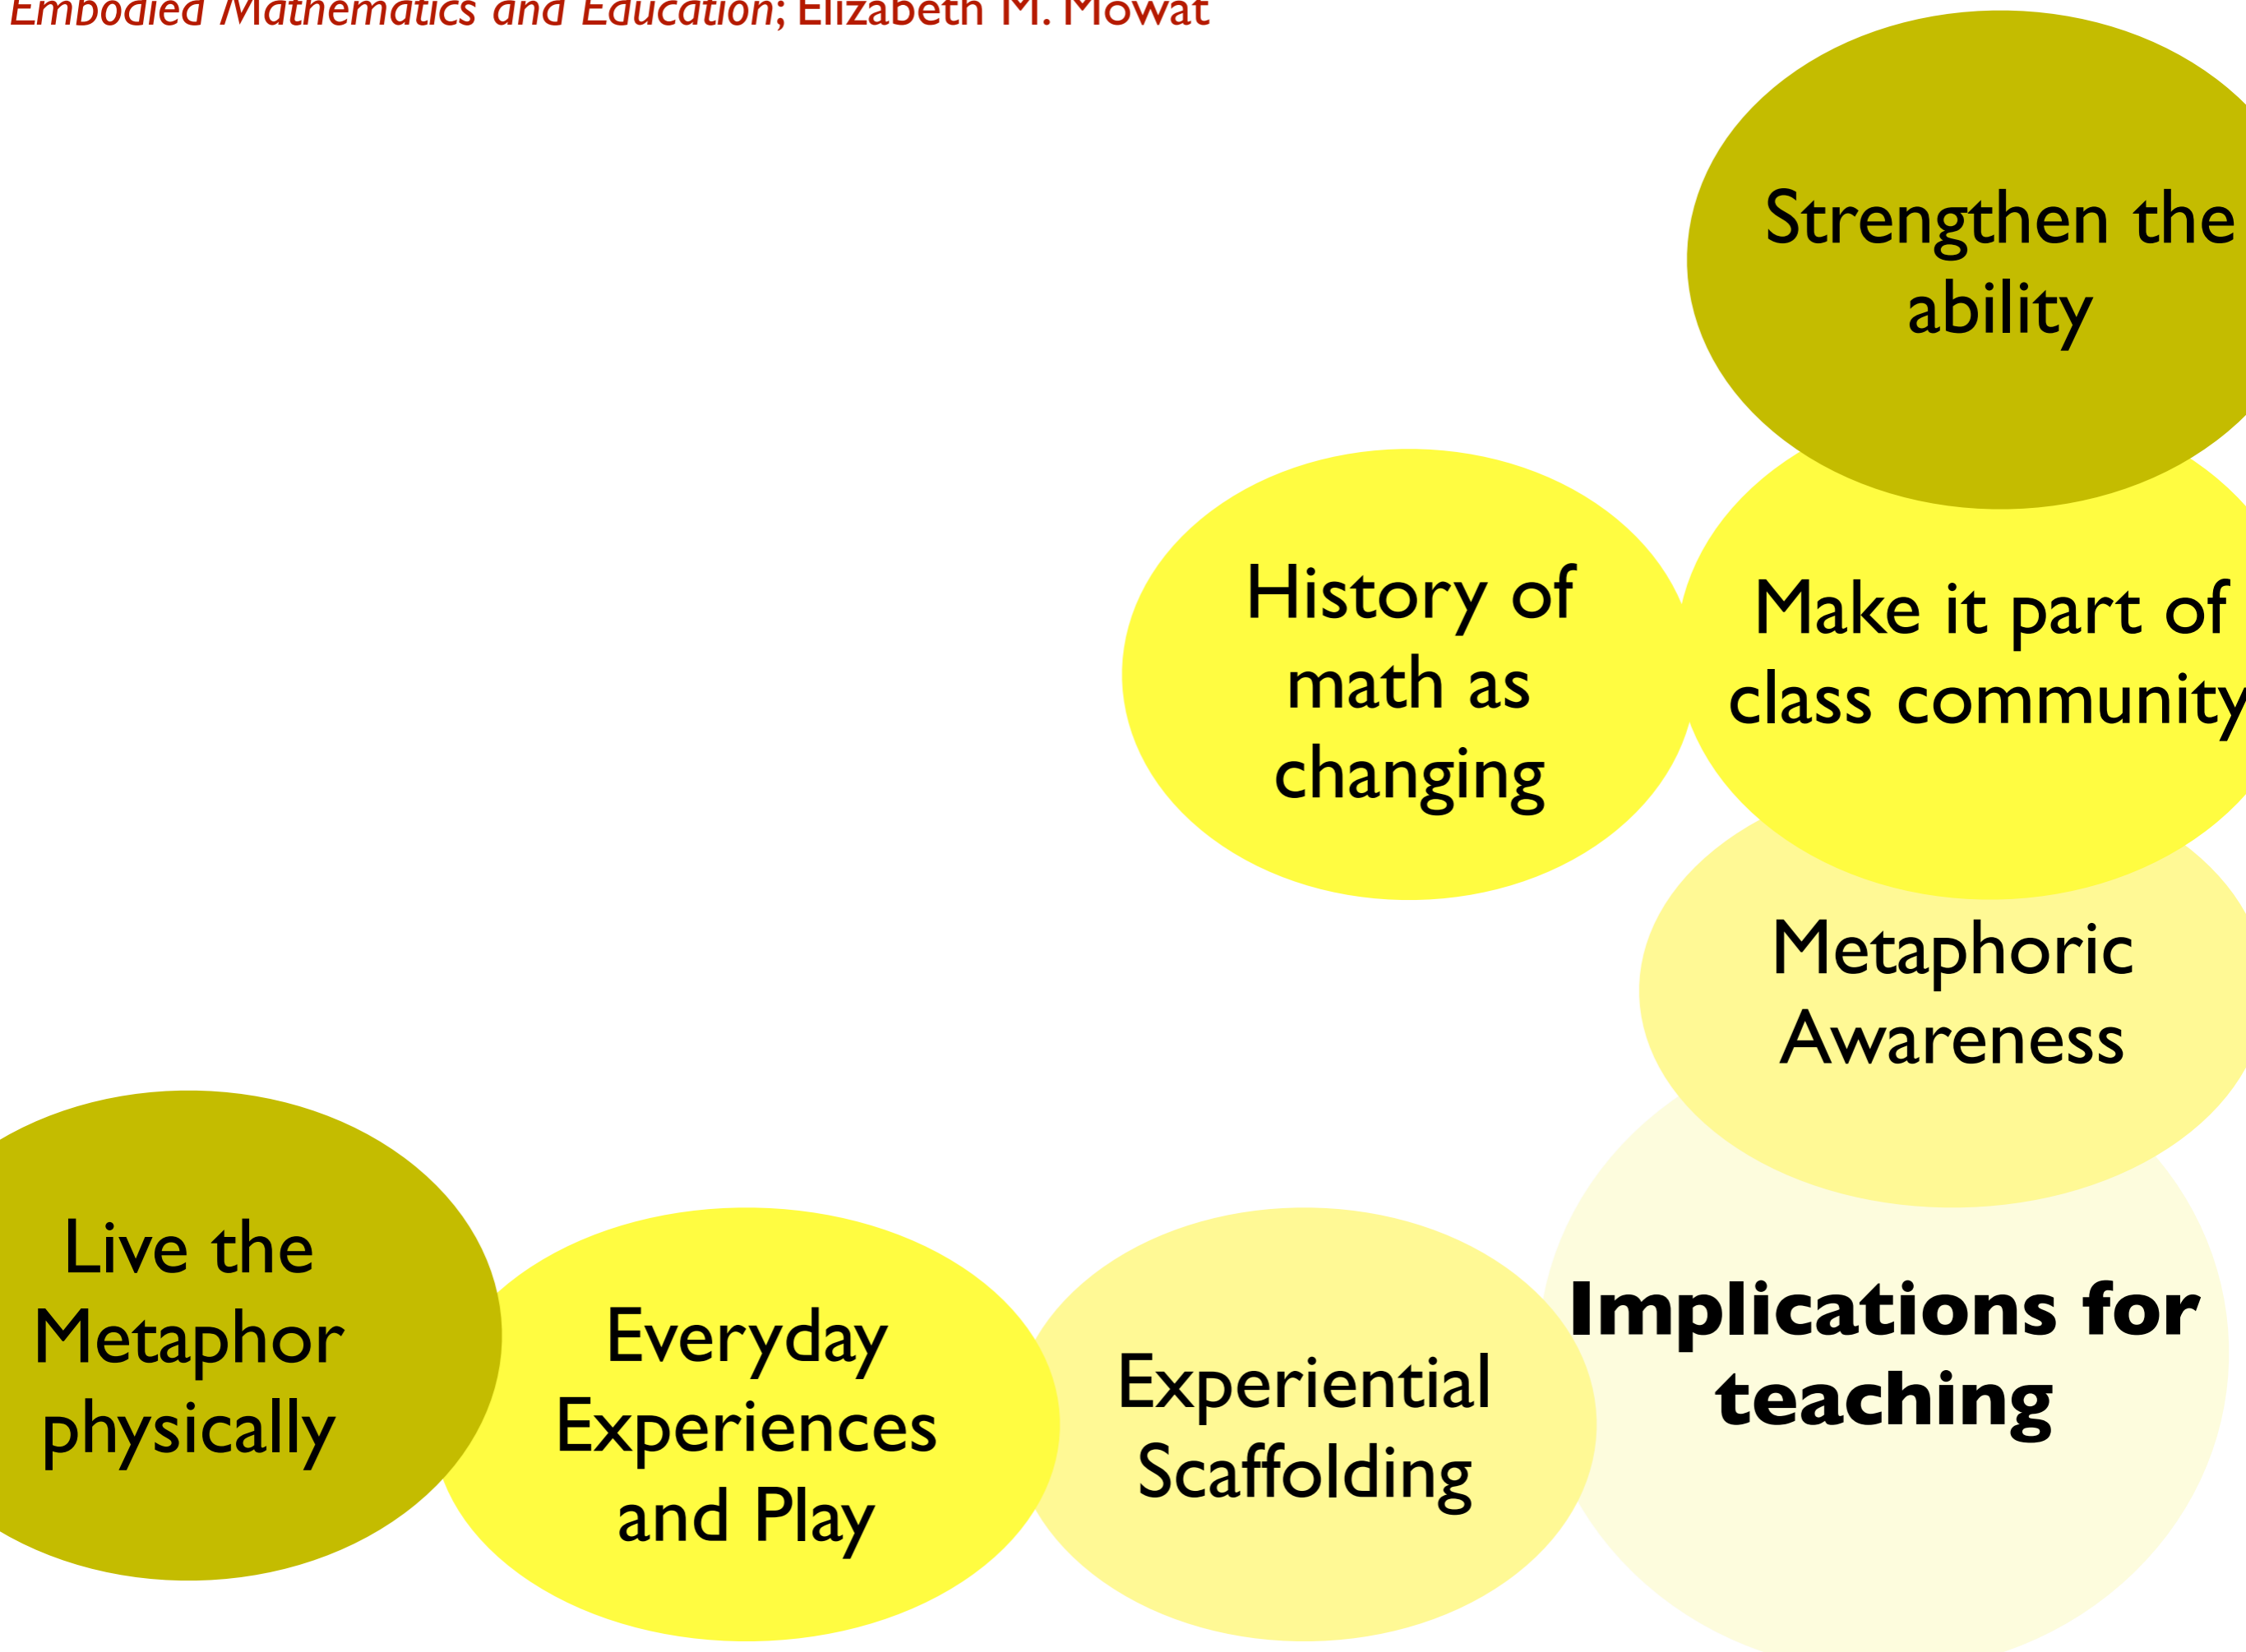 Embodied Mathematics and Education; Elizabeth M. Mowat
Strengthen the
ability
History of
math as
changing
Make it part of
class community
Metaphoric
Awareness
Live the
Metaphor
physically
Everyday
Experiences
and Play
Experiential
Scaffolding
Implications for
teaching